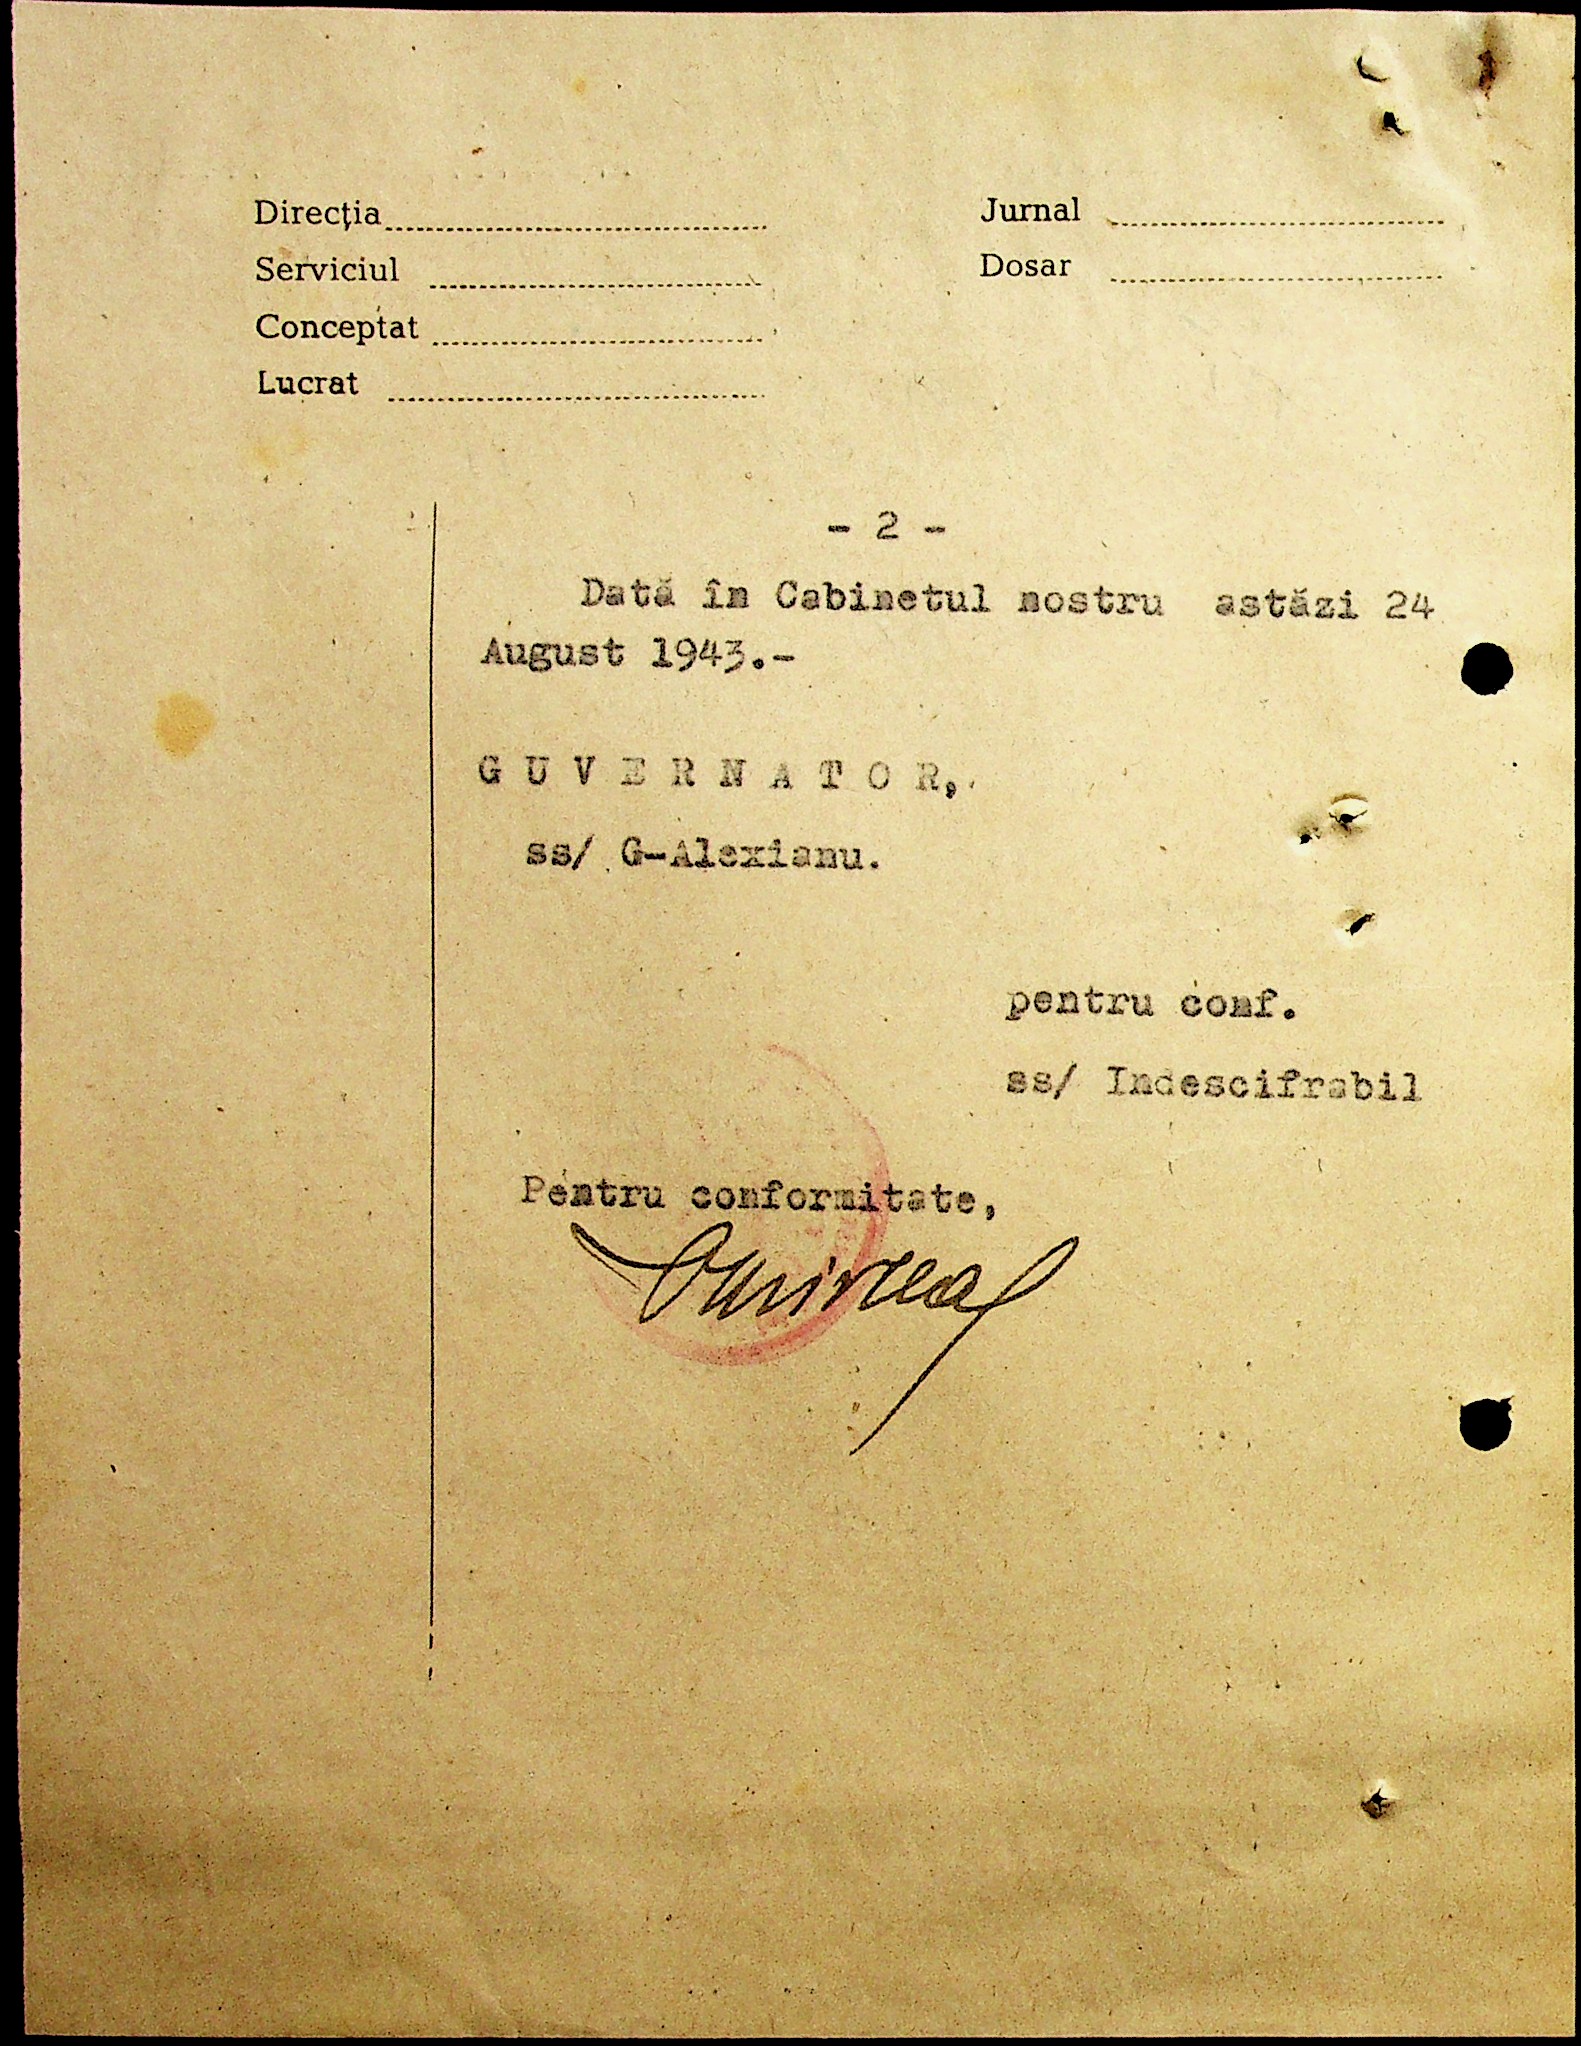 Direcția
Serviciul
Conceptat
Lucrat
Jurnal
Dosar
- 2 -
Dată în Cabinetul nostru astăzi 24
August 1943.-
G U V E R N A T O R,
ss/ G-Alexianu.
pentru conf.
ss/ Indescifrabil
Pentru conformitate,